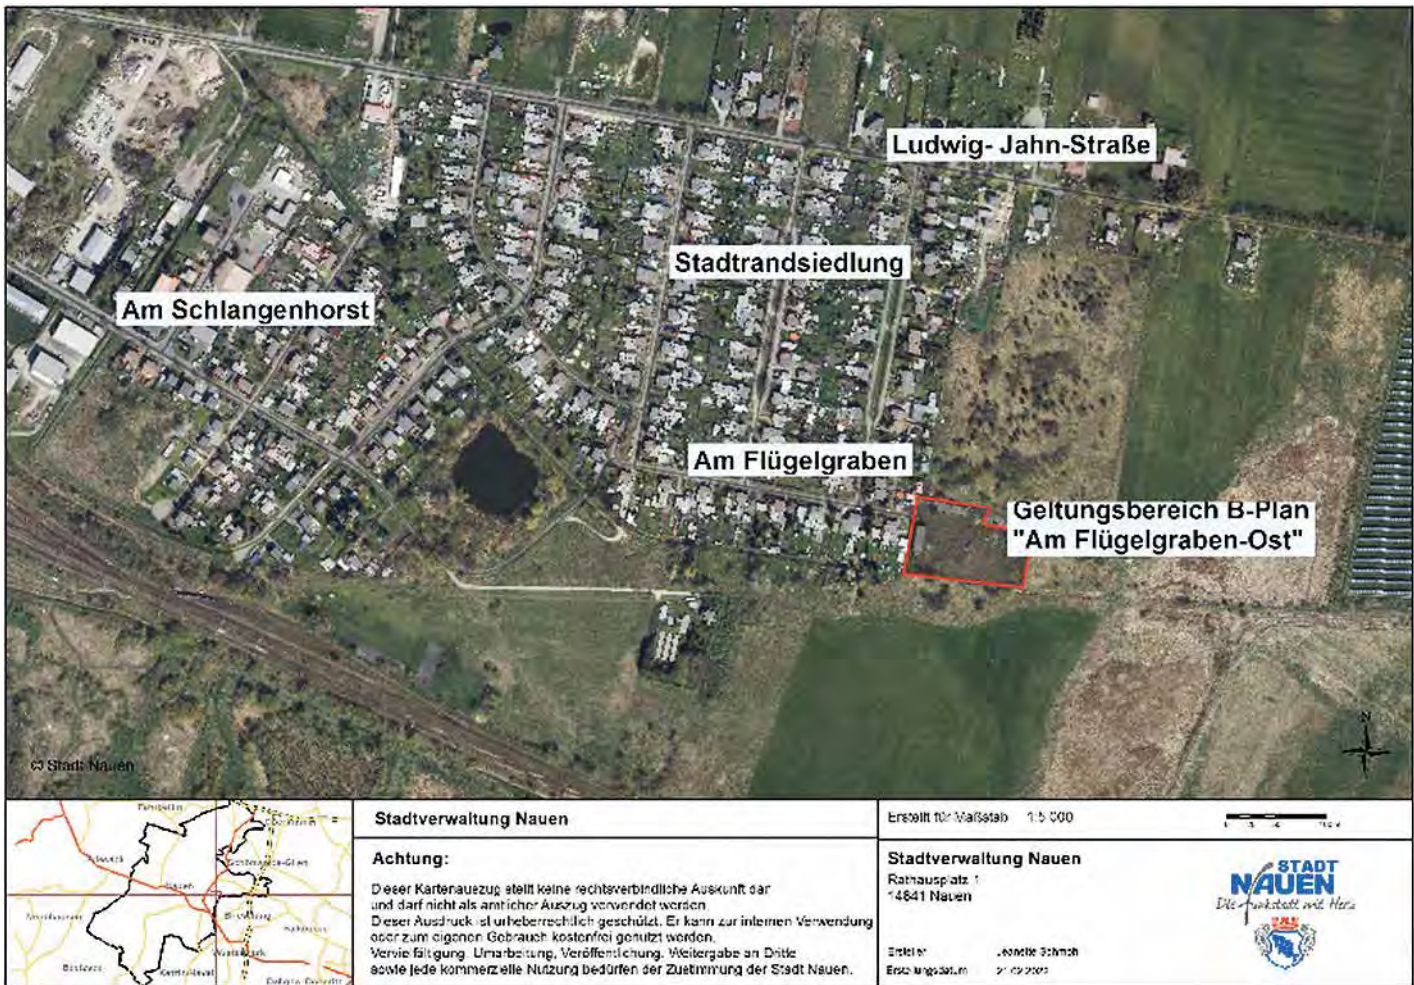 Ludwig- Jahn-Straße
Stadtrandsiedlung
Am Schlangenhorst
Am Flügelgraben
Geltungsbereich B-Plan
"Am Flügelgraben-Ost"
N
Stadt Nauen
Nauen
Stadtverwaltung Nauen
Achtung:
Dieser Kartenauszug stellt keine rechtsverbindliche Auskunft dar
und darf nicht als amtlicher Auszug verwendet werden.
Dieser Ausdruck ist urheberrechtlich geschützt. Er kann zur internen Verwendung
oder zum eigenen Gebrauch kostenfrei genutzt werden.
Vervielfältigung, Umarbeitung, Veröffentlichung, Weitergabe an Dritte
sowie jede kommerzielle Nutzung bedürfen der Zustimmung der Stadt Nauen.
Erstellt für Maßstab 1:5 000
Stadtverwaltung Nauen
Rathausplatz 1
14641 Nauen
Ersteller
Erstellungsdatum
STADT
NAUEN
Die Funkstadt mit Herz